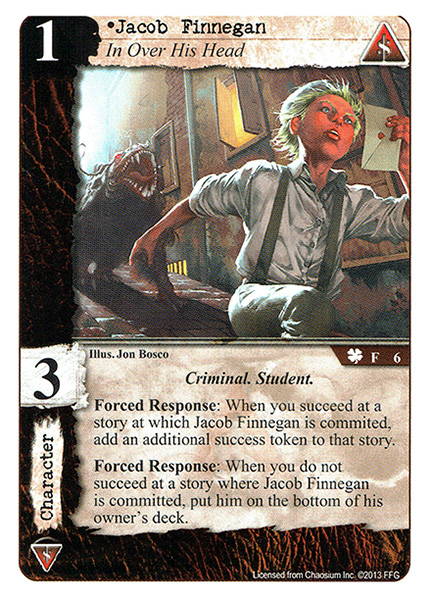 1
•Jacob Finnegan
In Over His Head
Illus. Jon Bosco
F 6
3
Criminal. Student.
Forced Response: When you succeed at a
story at which Jacob Finnegan is commited,
add an additional success token to that story.
Forced Response: When you do not
succeed at a story where Jacob Finnegan
is committed, put him on the bottom of his
owner's deck.
Character
Licensed from Chaosium Inc. ©2013 FFG